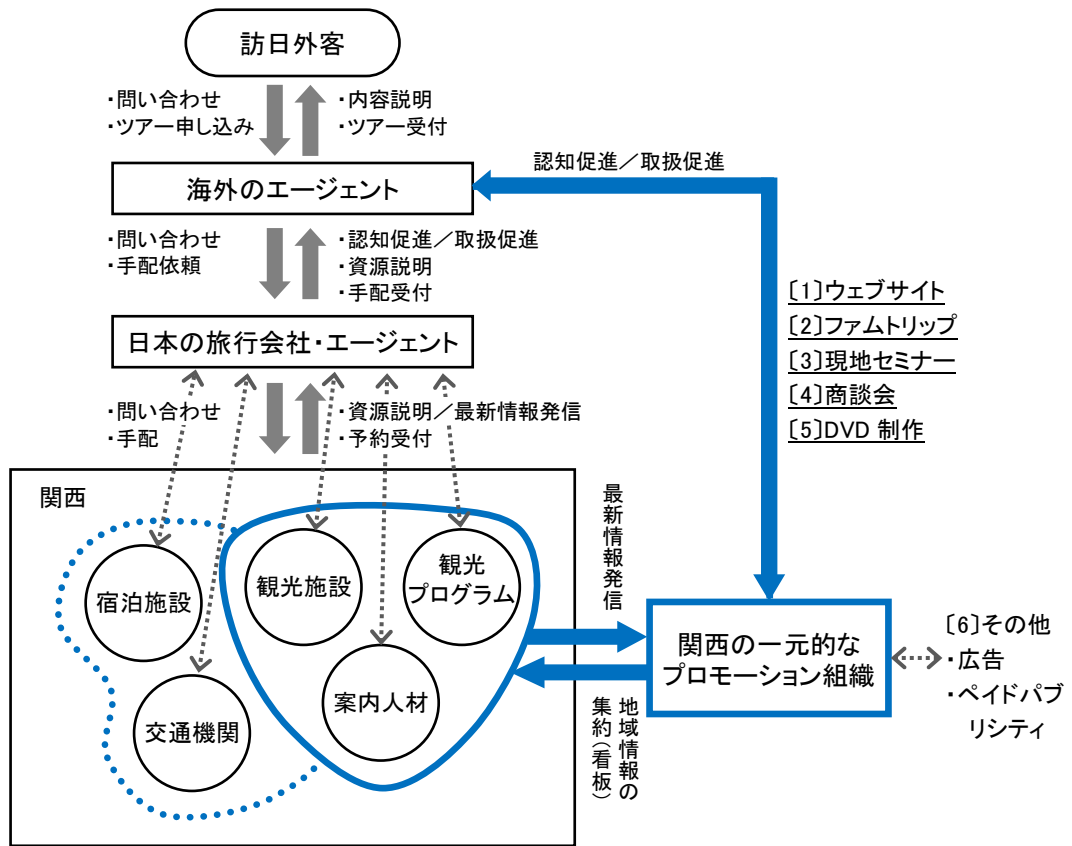 訪日外客
・問い合わせ
・ツアー申し込み
・内容説明
・ツアー受付
認知促進／取扱促進
海外のエージェント
・問い合わせ
・手配依頼
・認知促進／取扱促進
・資源説明
・手配受付
〔1〕ウェブサイト
〔2〕ファムトリップ
〔3〕現地セミナー
〔4〕商談会
〔5〕DVD 制作
日本の旅行会社・エージェント
・問い合わせ
・手配
・資源説明／最新情報発信
・予約受付
関西
宿泊施設
交通機関
観光施設
観光
プログラム
案内人材
最新情報発信
地域情報の
集約（看板）
関西の一元的な
プロモーション組織
〔6〕その他
・広告
・ペイドパブ
リシティ